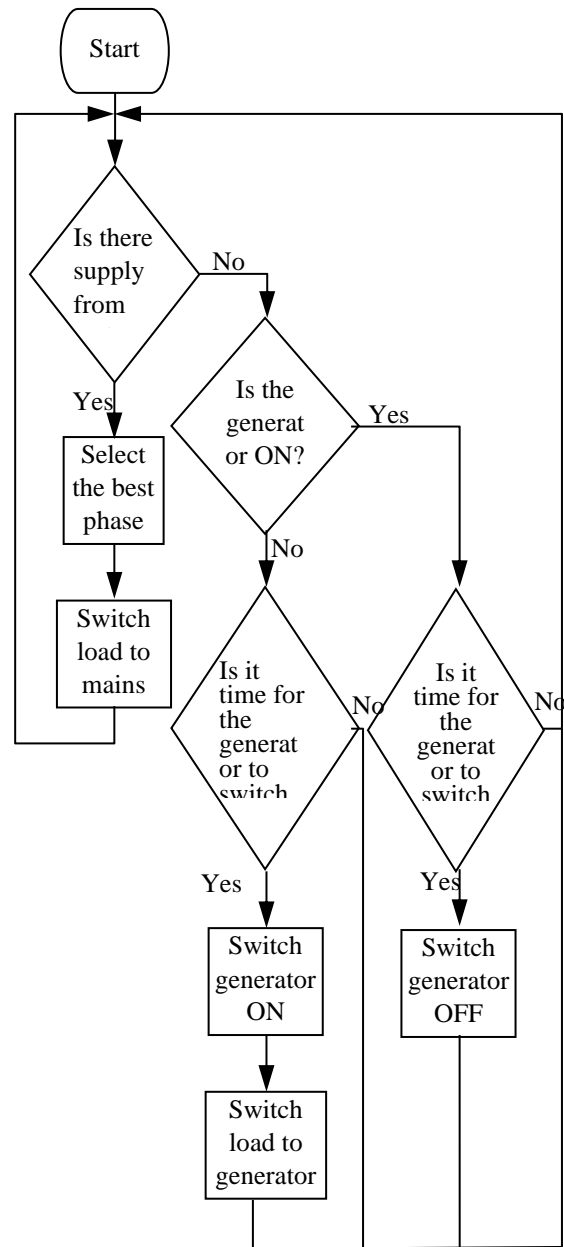 Start
Is there
supply
from
No
Yes
Is the
generat
or ON?
Yes
No
Select
the best
phase
Switch
load to
mains
Is it
time for
the
generat
or to
switch
No
Yes
Is it
time for
the
generat
or to
switch
No
Yes
Switch
generator
ON
Switch
generator
OFF
Switch
load to
generator